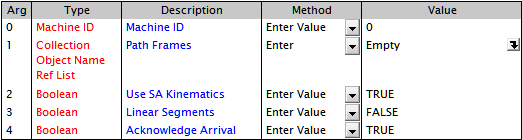 Arg Type Description Method Value
0 Machine ID Machine ID Enter Value 0
1 Collection Path Frames Enter Empty
Object Name
Ref List
2 Boolean Use SA Kinematics Enter Value TRUE
3 Boolean Linear Segments Enter Value FALSE
4 Boolean Acknowledge Arrival Enter Value TRUE